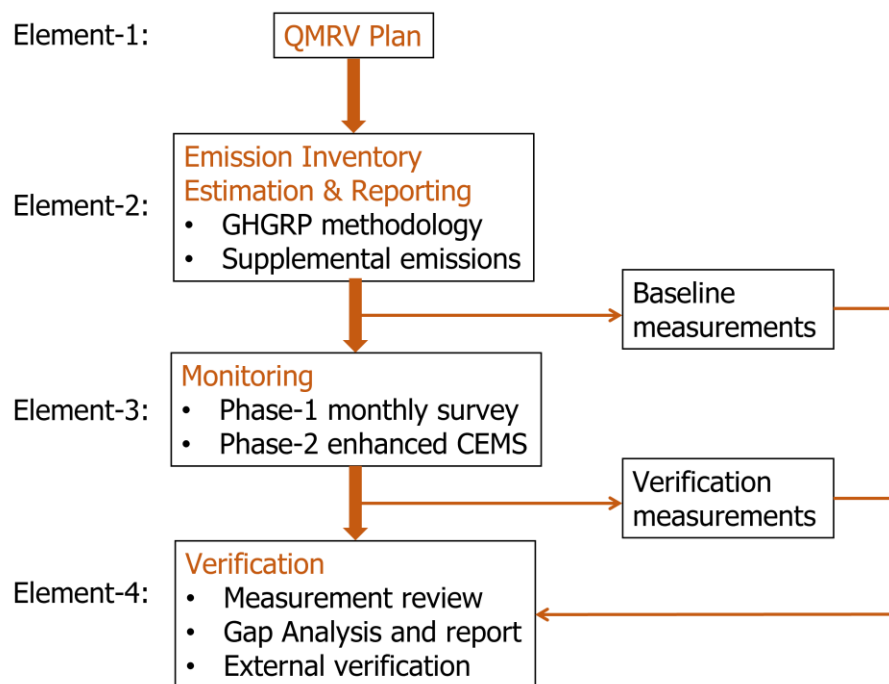 Element-1:
QMRV Plan
Element-2:
Emission Inventory
Estimation & Reporting
• GHGRP methodology
• Supplemental emissions
Baseline
measurements
Element-3:
Monitoring
• Phase-1 monthly survey
• Phase-2 enhanced CEMS
Verification
measurements
Element-4:
Verification
• Measurement review
• Gap Analysis and report
• External verification